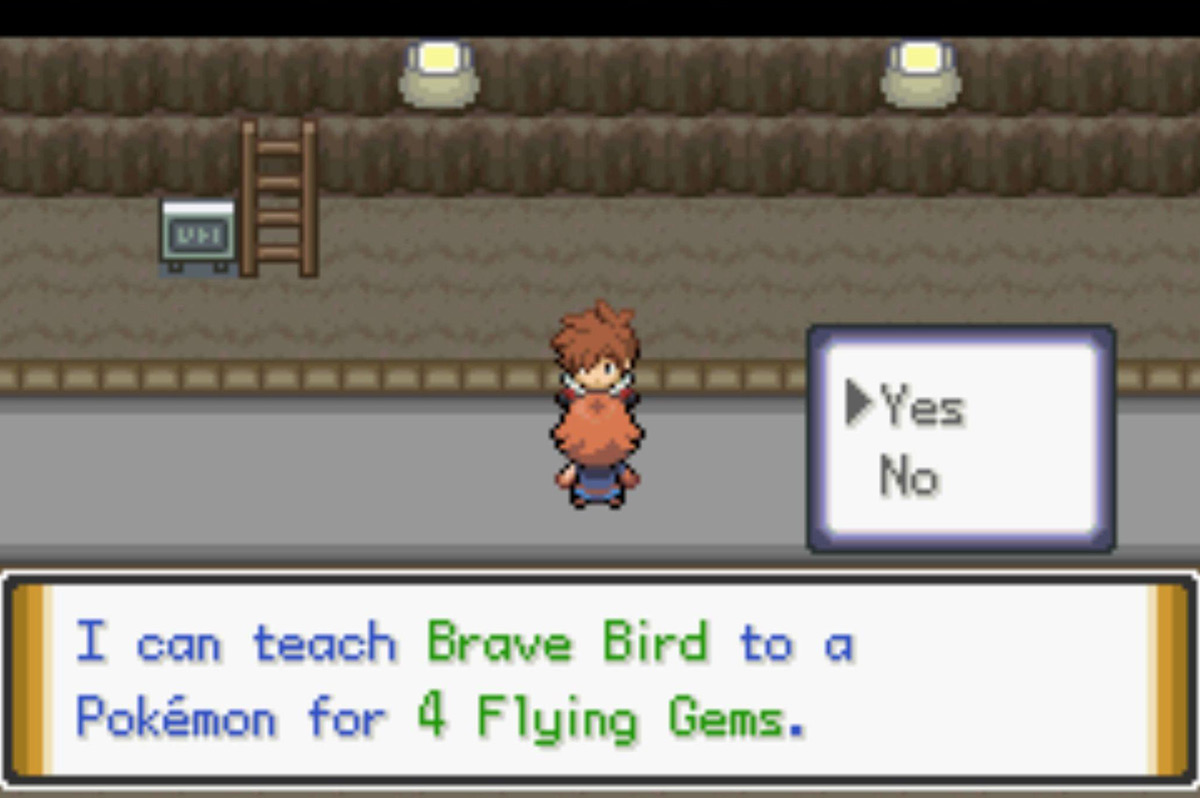 Yes
No
I can teach Brave Bird to a
Pokémon for 4 Flying Gems.